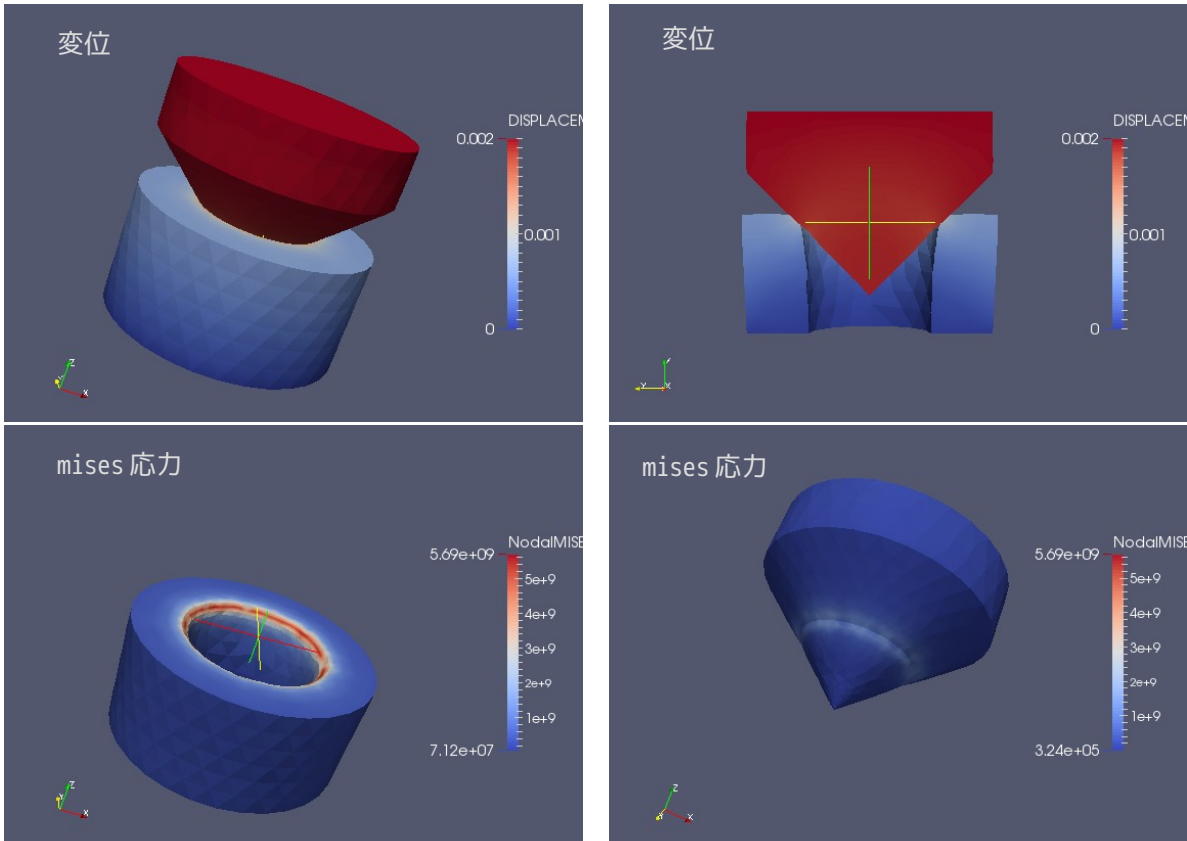 変位
DISPLACEM
0.002
0.001
0
Z
X
変位
DISPLACEM
0.002
0.001
0
Y
X
mises 応力
NodalMISE
5.69e+09
5e+9
4e+9
3e+9
2e+9
1e+9
7.12e+07
Z
Y
X
mises 応力
NodalMISE
5.69e+09
5e+9
4e+9
3e+9
2e+9
1e+9
3.24e+05
Z
Y
X